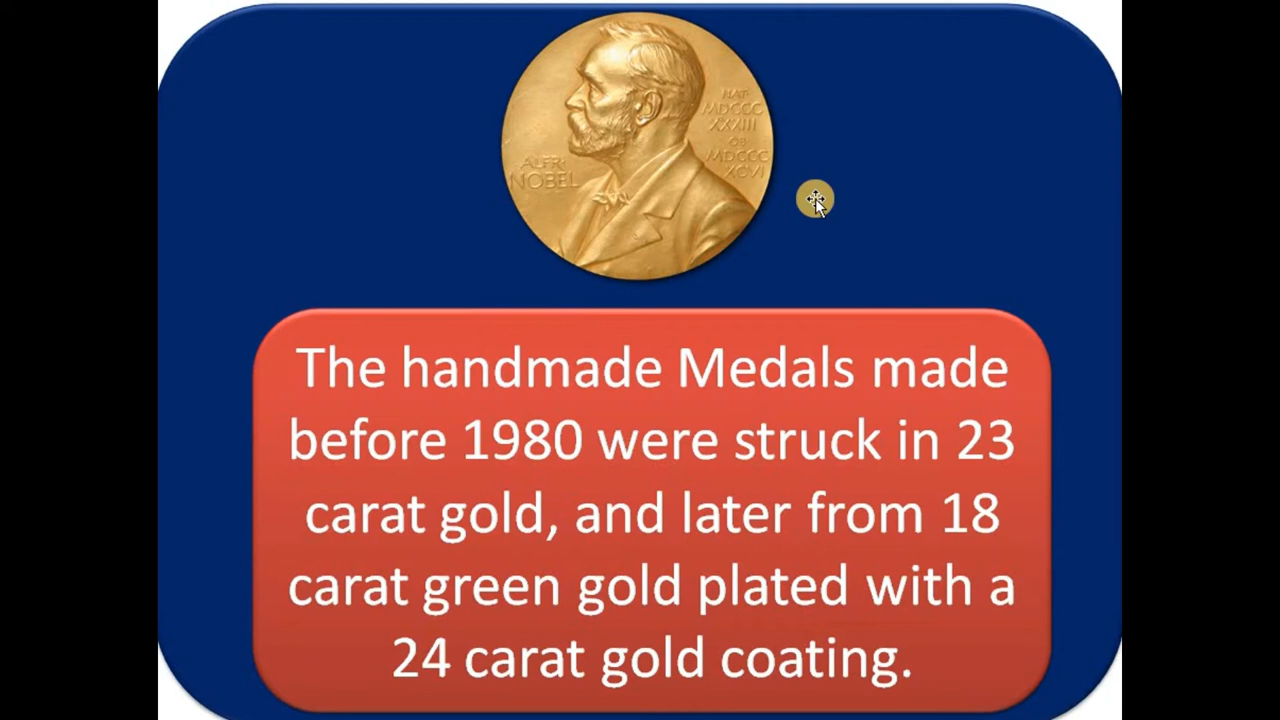 ALFR·
NOBEL
NAT·
MDCCC
XXXIII
OB·
MDCCC
XCVI
The handmade Medals made
before 1980 were struck in 23
carat gold, and later from 18
carat green gold plated with a
24 carat gold coating.